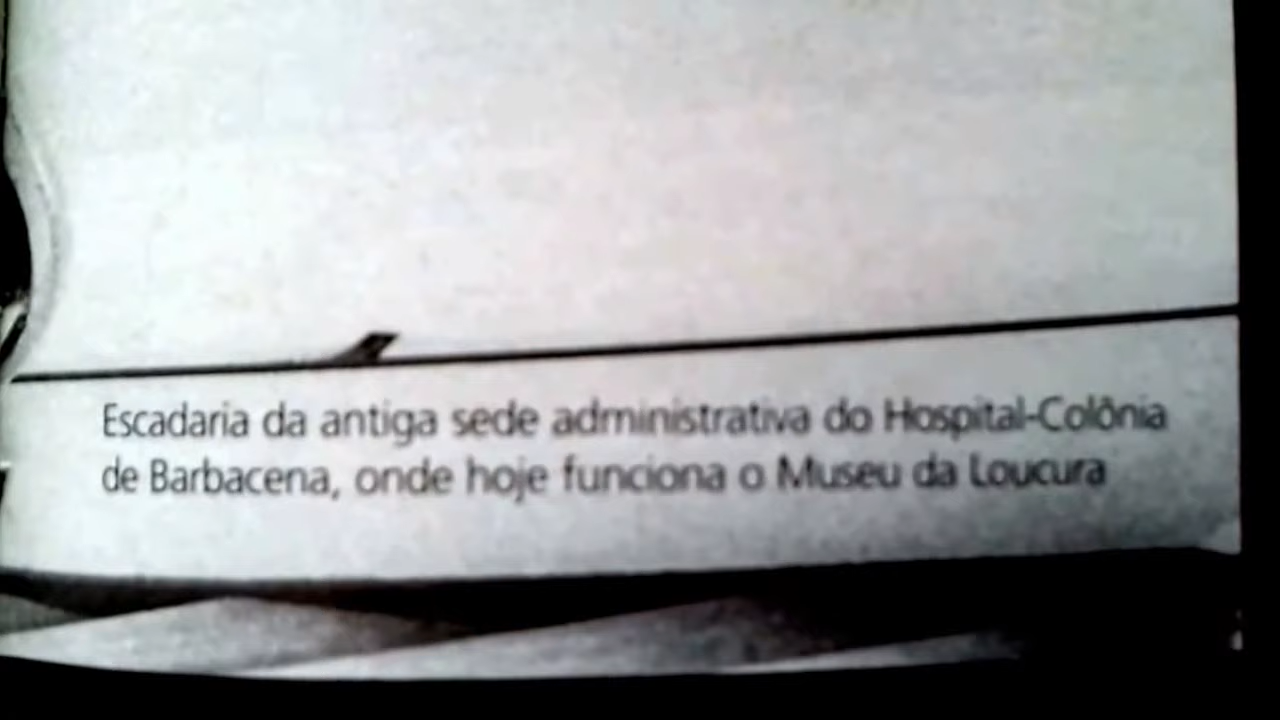 Escadaria da antiga sede administrativa do Hospital-Colônia
de Barbacena, onde hoje funciona o Museu da Loucura